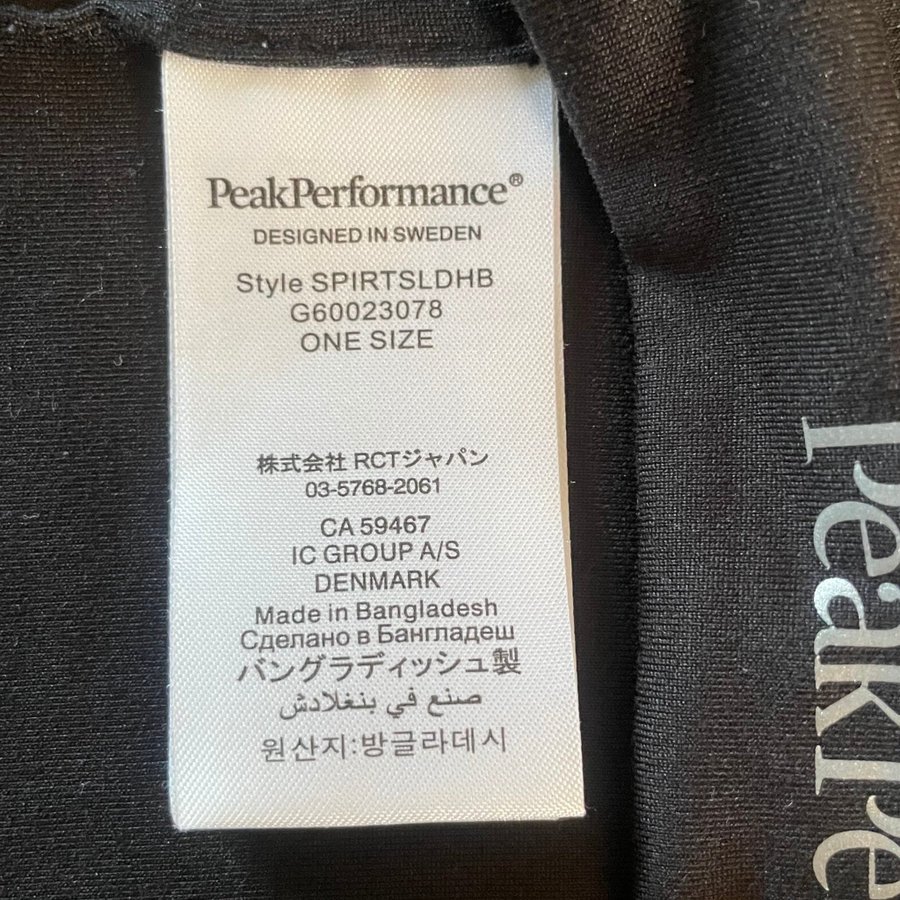 PeakPerformance®
DESIGNED IN SWEDEN
Style SPIRTSLDHB
G60023078
ONE SIZE
株式会社 RCTジャパン
03-5768-2061
CA 59467
IC GROUP A/S
DENMARK
Made in Bangladesh
Сделано в Бангладеш
バングラディッシュ製
صنع في بنغلادش
원산지:방글라데시
PeakPe